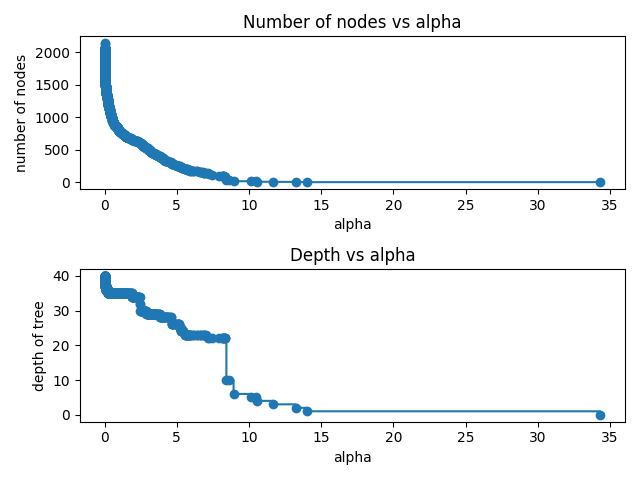 Number of nodes vs alpha
number of nodes
2000
1500
1000
500
0
0 5 10 15 20 25 30 35
alpha
Depth vs alpha
depth of tree
40
30
20
10
0
0 5 10 15 20 25 30 35
alpha